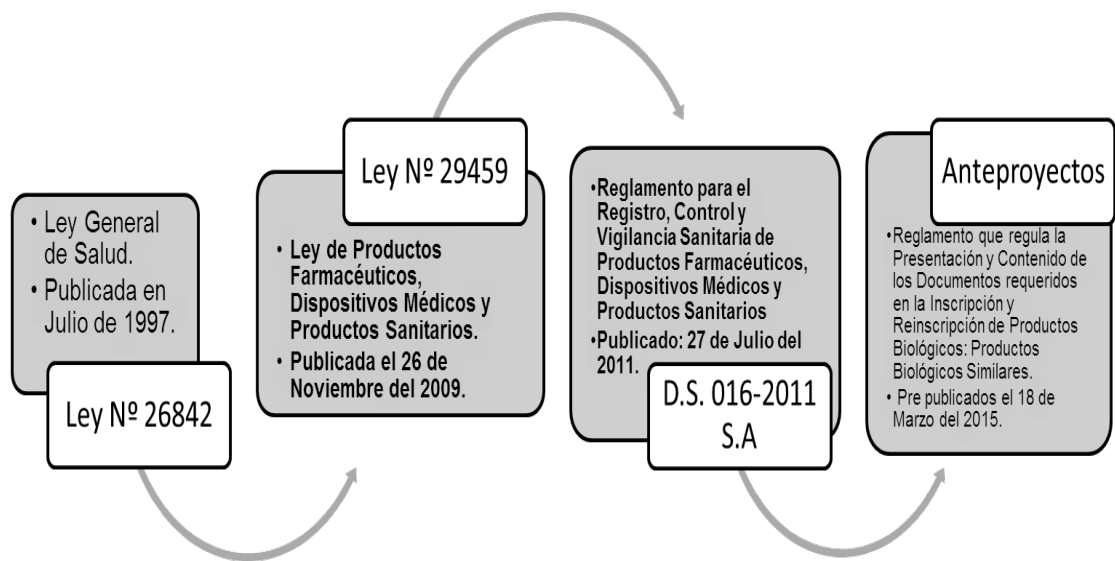 • Ley General
de Salud.
• Publicada en
Julio de 1997.
Ley Nº 26842
Ley Nº 29459
• Ley de Productos
Farmacéuticos,
Dispositivos Médicos y
Productos Sanitarios.
• Publicada el 26 de
Noviembre del 2009.
•Reglamento para el
Registro, Control y
Vigilancia Sanitaria de
Productos Farmacéuticos,
Dispositivos Médicos y
Productos Sanitarios
•Publicado: 27 de Julio del
2011.
D.S. 016-2011
S.A
Anteproyectos
•Reglamento que regula la
Presentación y Contenido de
los Documentos requeridos
en la Inscripción y
Reinscripción de Productos
Biológicos: Productos
Biológicos Similares.
• Pre publicados el 18 de
Marzo del 2015.